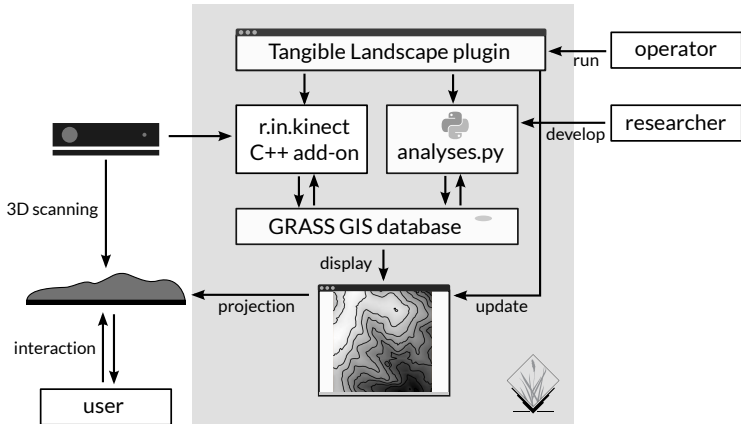 Tangible Landscape plugin
operator
run
r.in.kinect
C++ add-on
analyses.py
researcher
develop
3D scanning
GRASS GIS database
display
projection
update
interaction
user